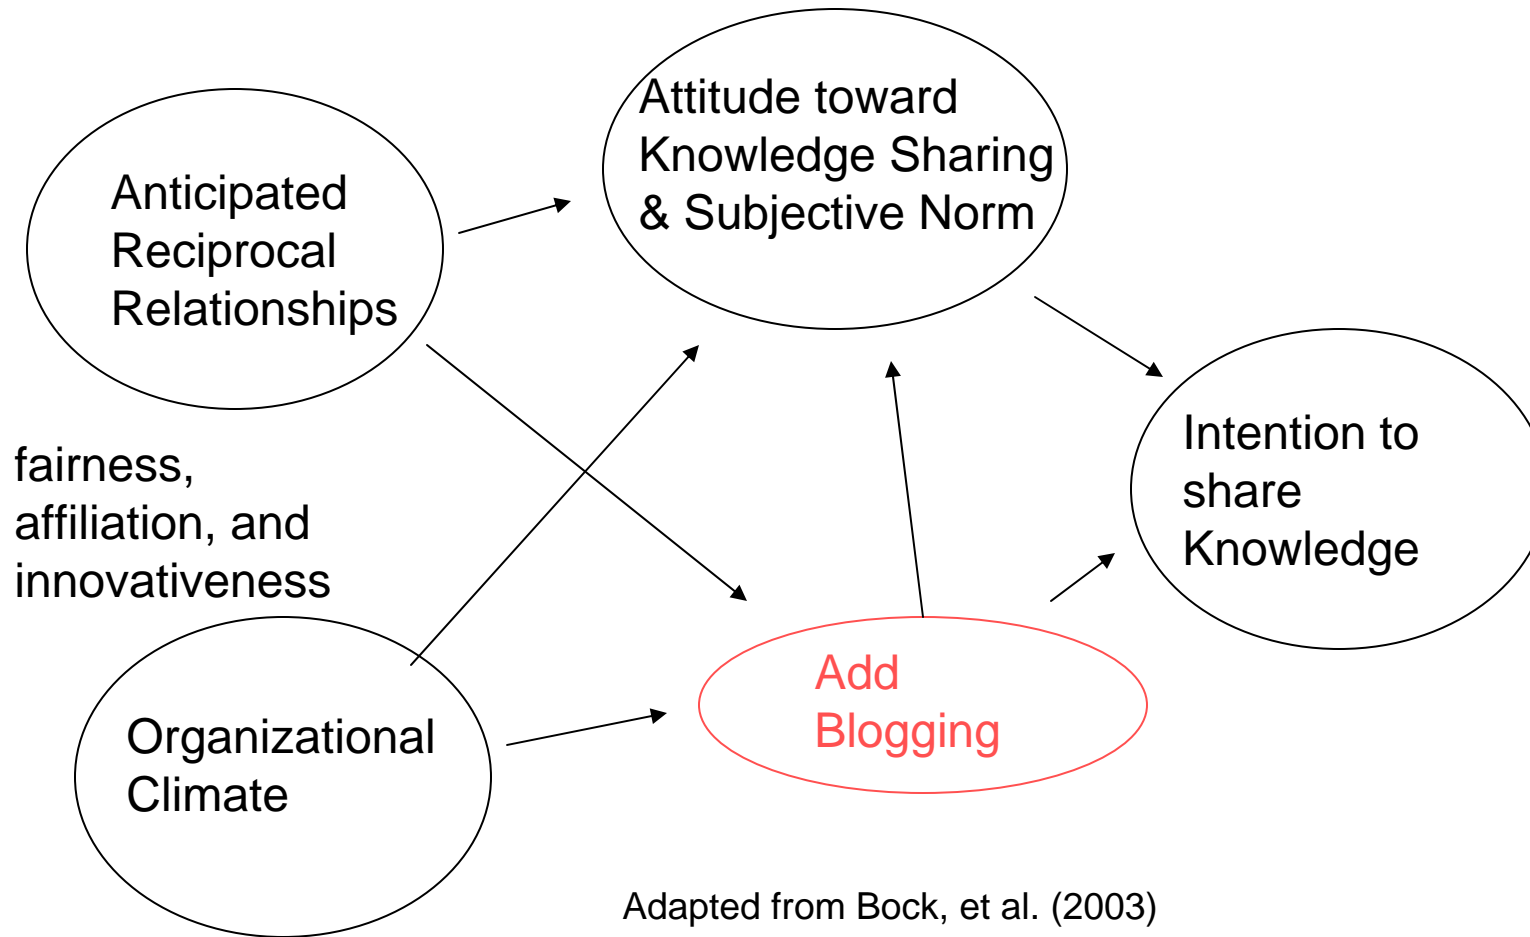 Attitude toward
Knowledge Sharing
& Subjective Norm
Anticipated
Reciprocal
Relationships
Intention to
share
Knowledge
fairness,
affiliation, and
innovativeness
Add
Blogging
Organizational
Climate
Adapted from Bock, et al. (2003)